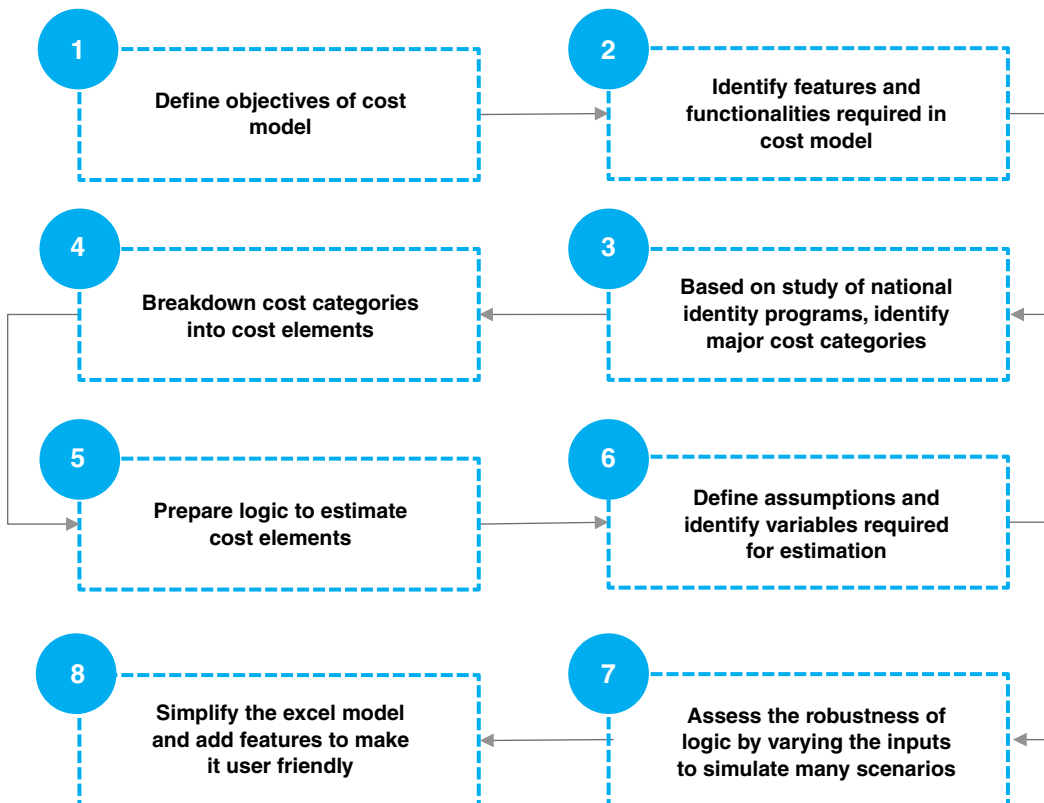 1
Define objectives of cost
model
2
Identify features and
functionalities required in
cost model
3
Based on study of national
identity programs, identify
major cost categories
4
Breakdown cost categories
into cost elements
5
Prepare logic to estimate
cost elements
6
Define assumptions and
identify variables required
for estimation
7
Assess the robustness of
logic by varying the inputs
to simulate many scenarios
8
Simplify the excel model
and add features to make
it user friendly